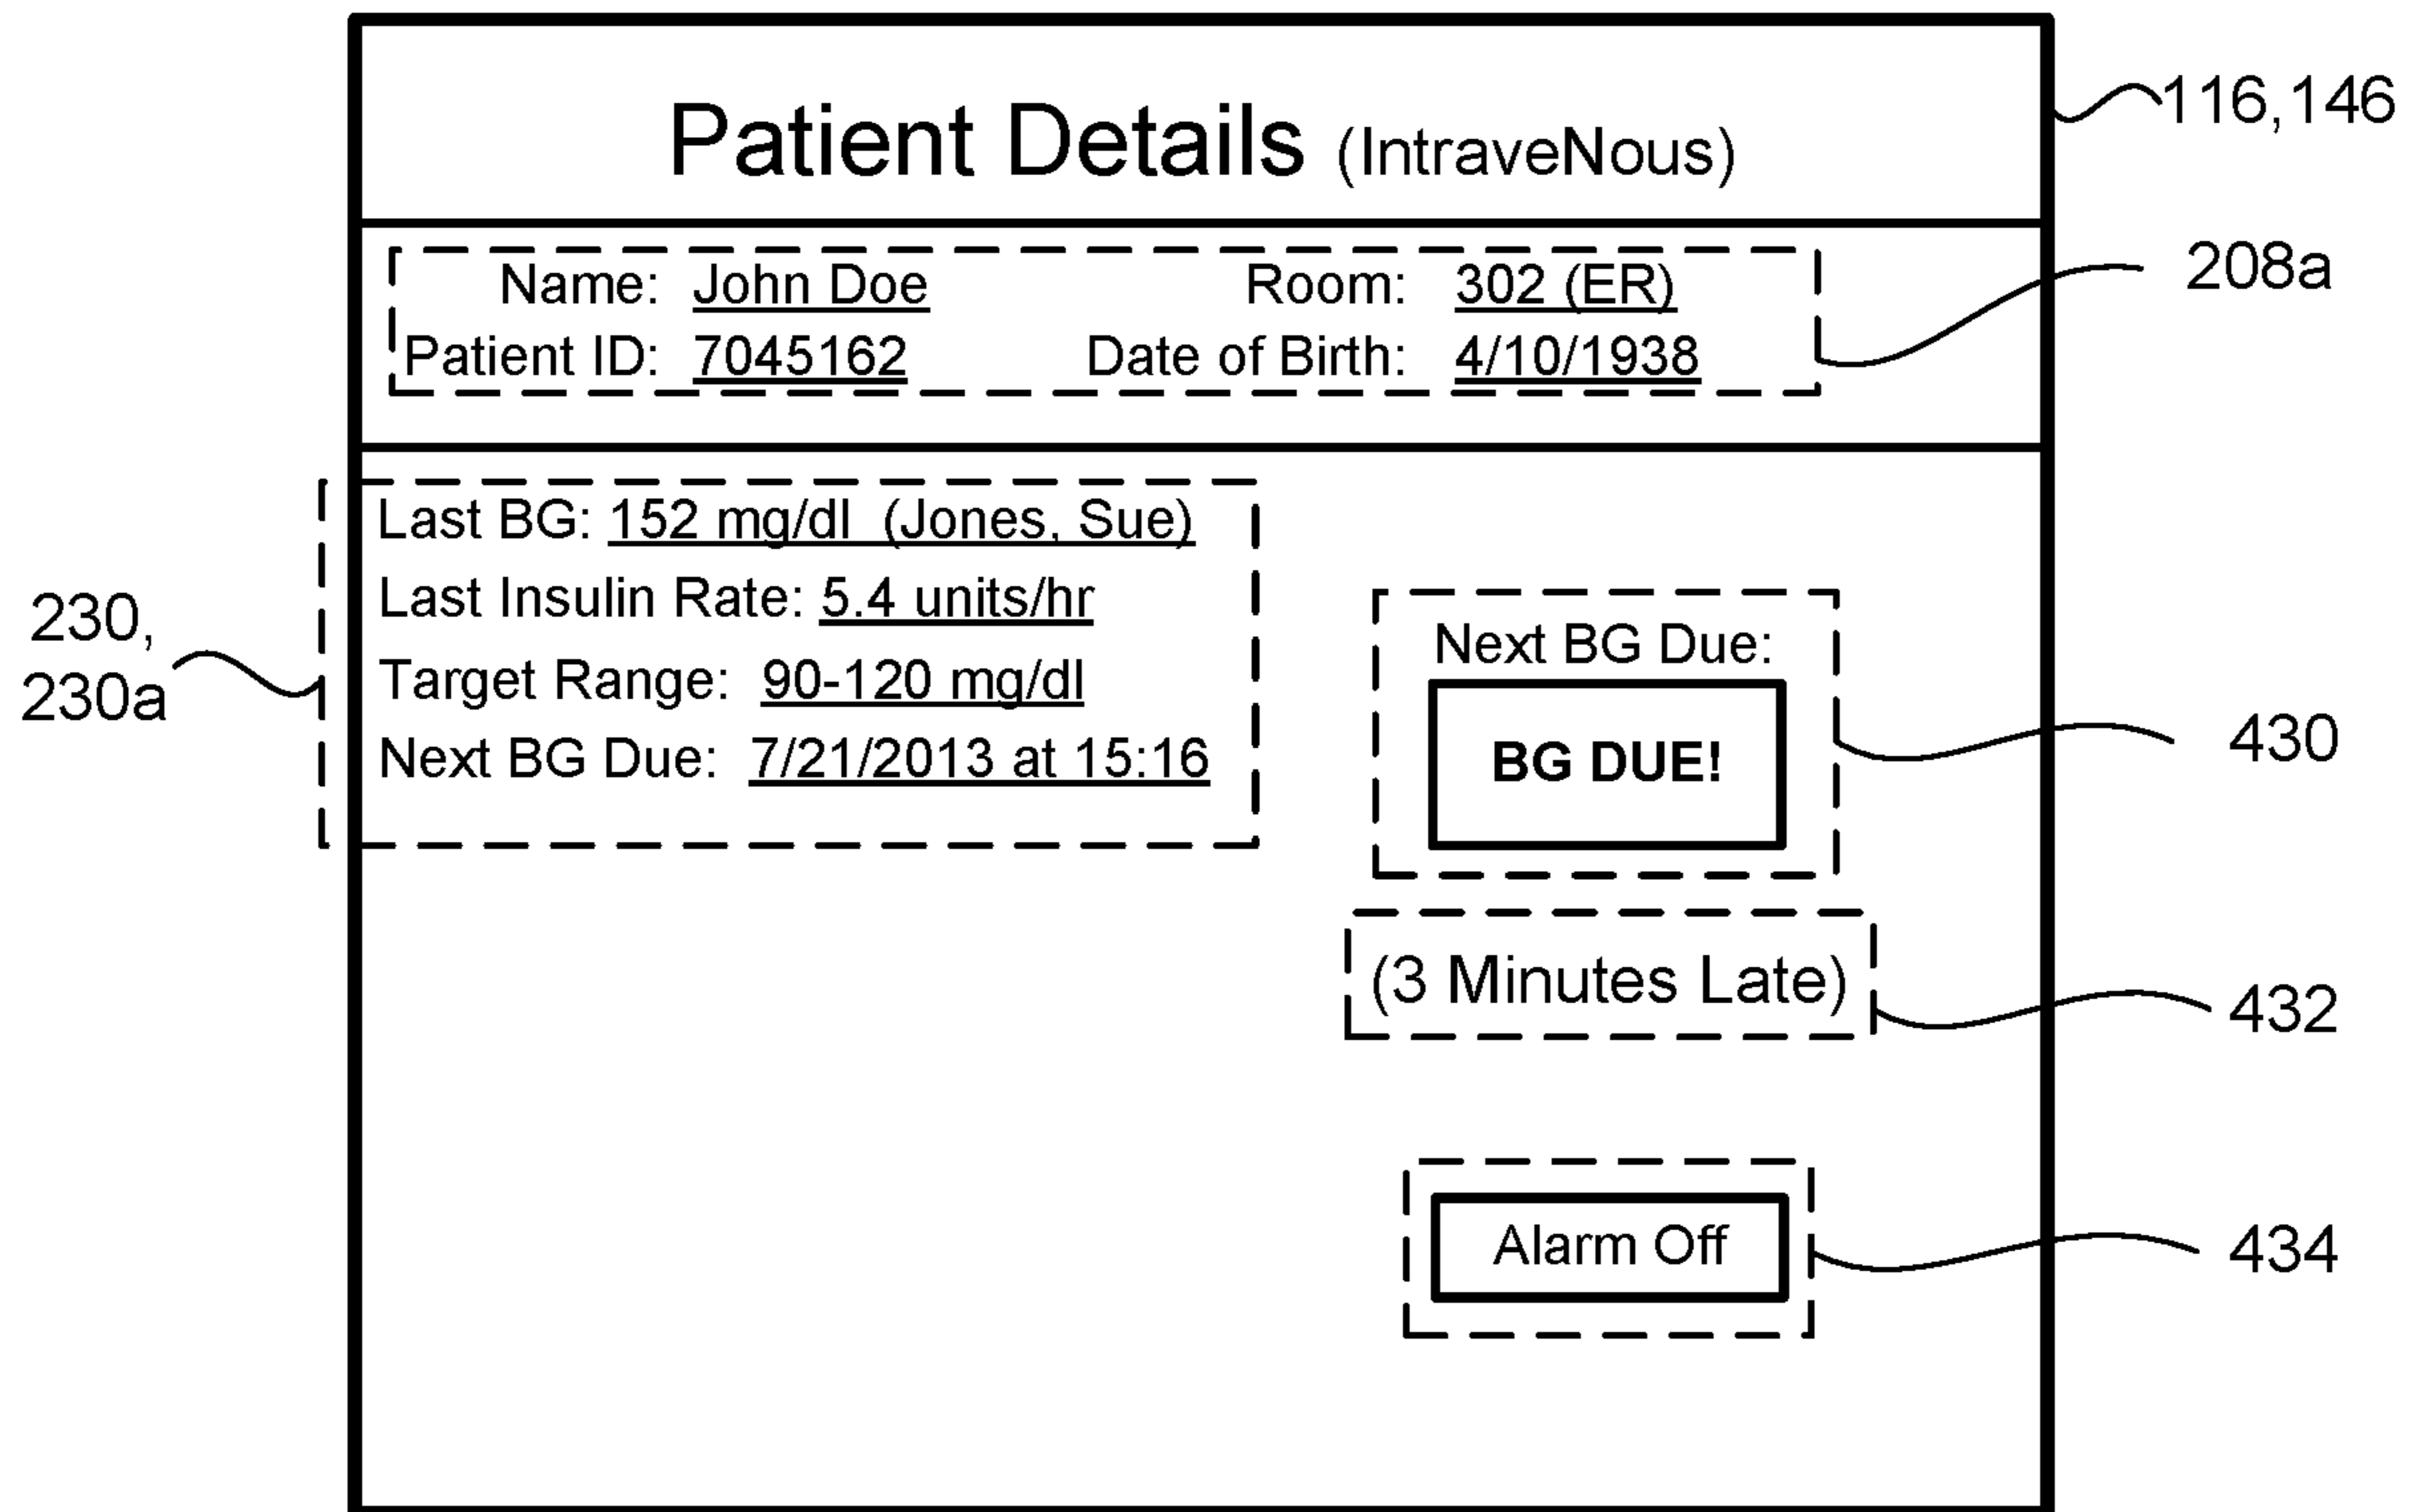 Patient Details (IntraveNous)
116,146
Name: John Doe Room: 302 (ER)
Patient ID: 7045162 Date of Birth: 4/10/1938
208a
Last BG: 152 mg/dl (Jones, Sue)
Last Insulin Rate: 5.4 units/hr
Target Range: 90-120 mg/dl
Next BG Due: 7/21/2013 at 15:16
230,
230a
Next BG Due:
BG DUE!
430
(3 Minutes Late)
432
Alarm Off
434